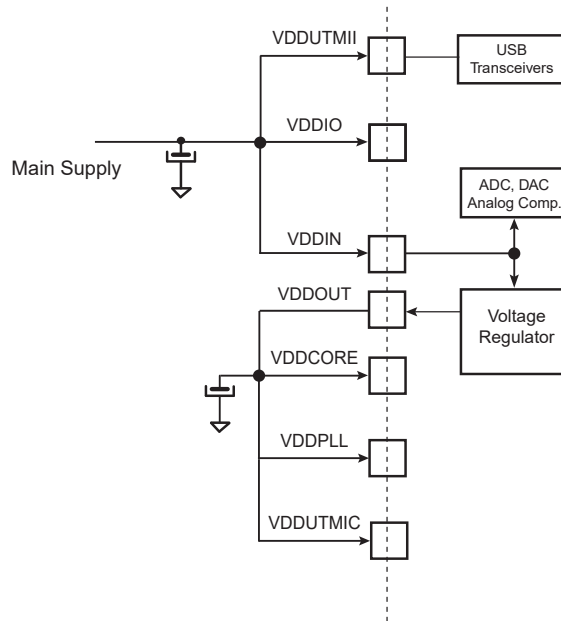 VDDUTMII
USB
Transceivers
VDDIO
Main Supply
ADC, DAC
Analog Comp.
VDDIN
VDDOUT
Voltage
Regulator
VDDCORE
VDDPLL
VDDUTMIC